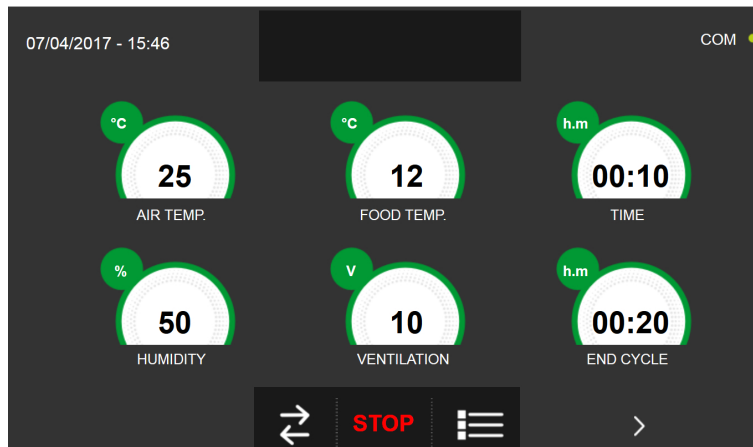 07/04/2017 - 15:46
COM
°C
25
AIR TEMP.
°C
12
FOOD TEMP.
h.m
00:10
TIME
%
50
HUMIDITY
V
10
VENTILATION
h.m
00:20
END CYCLE
STOP